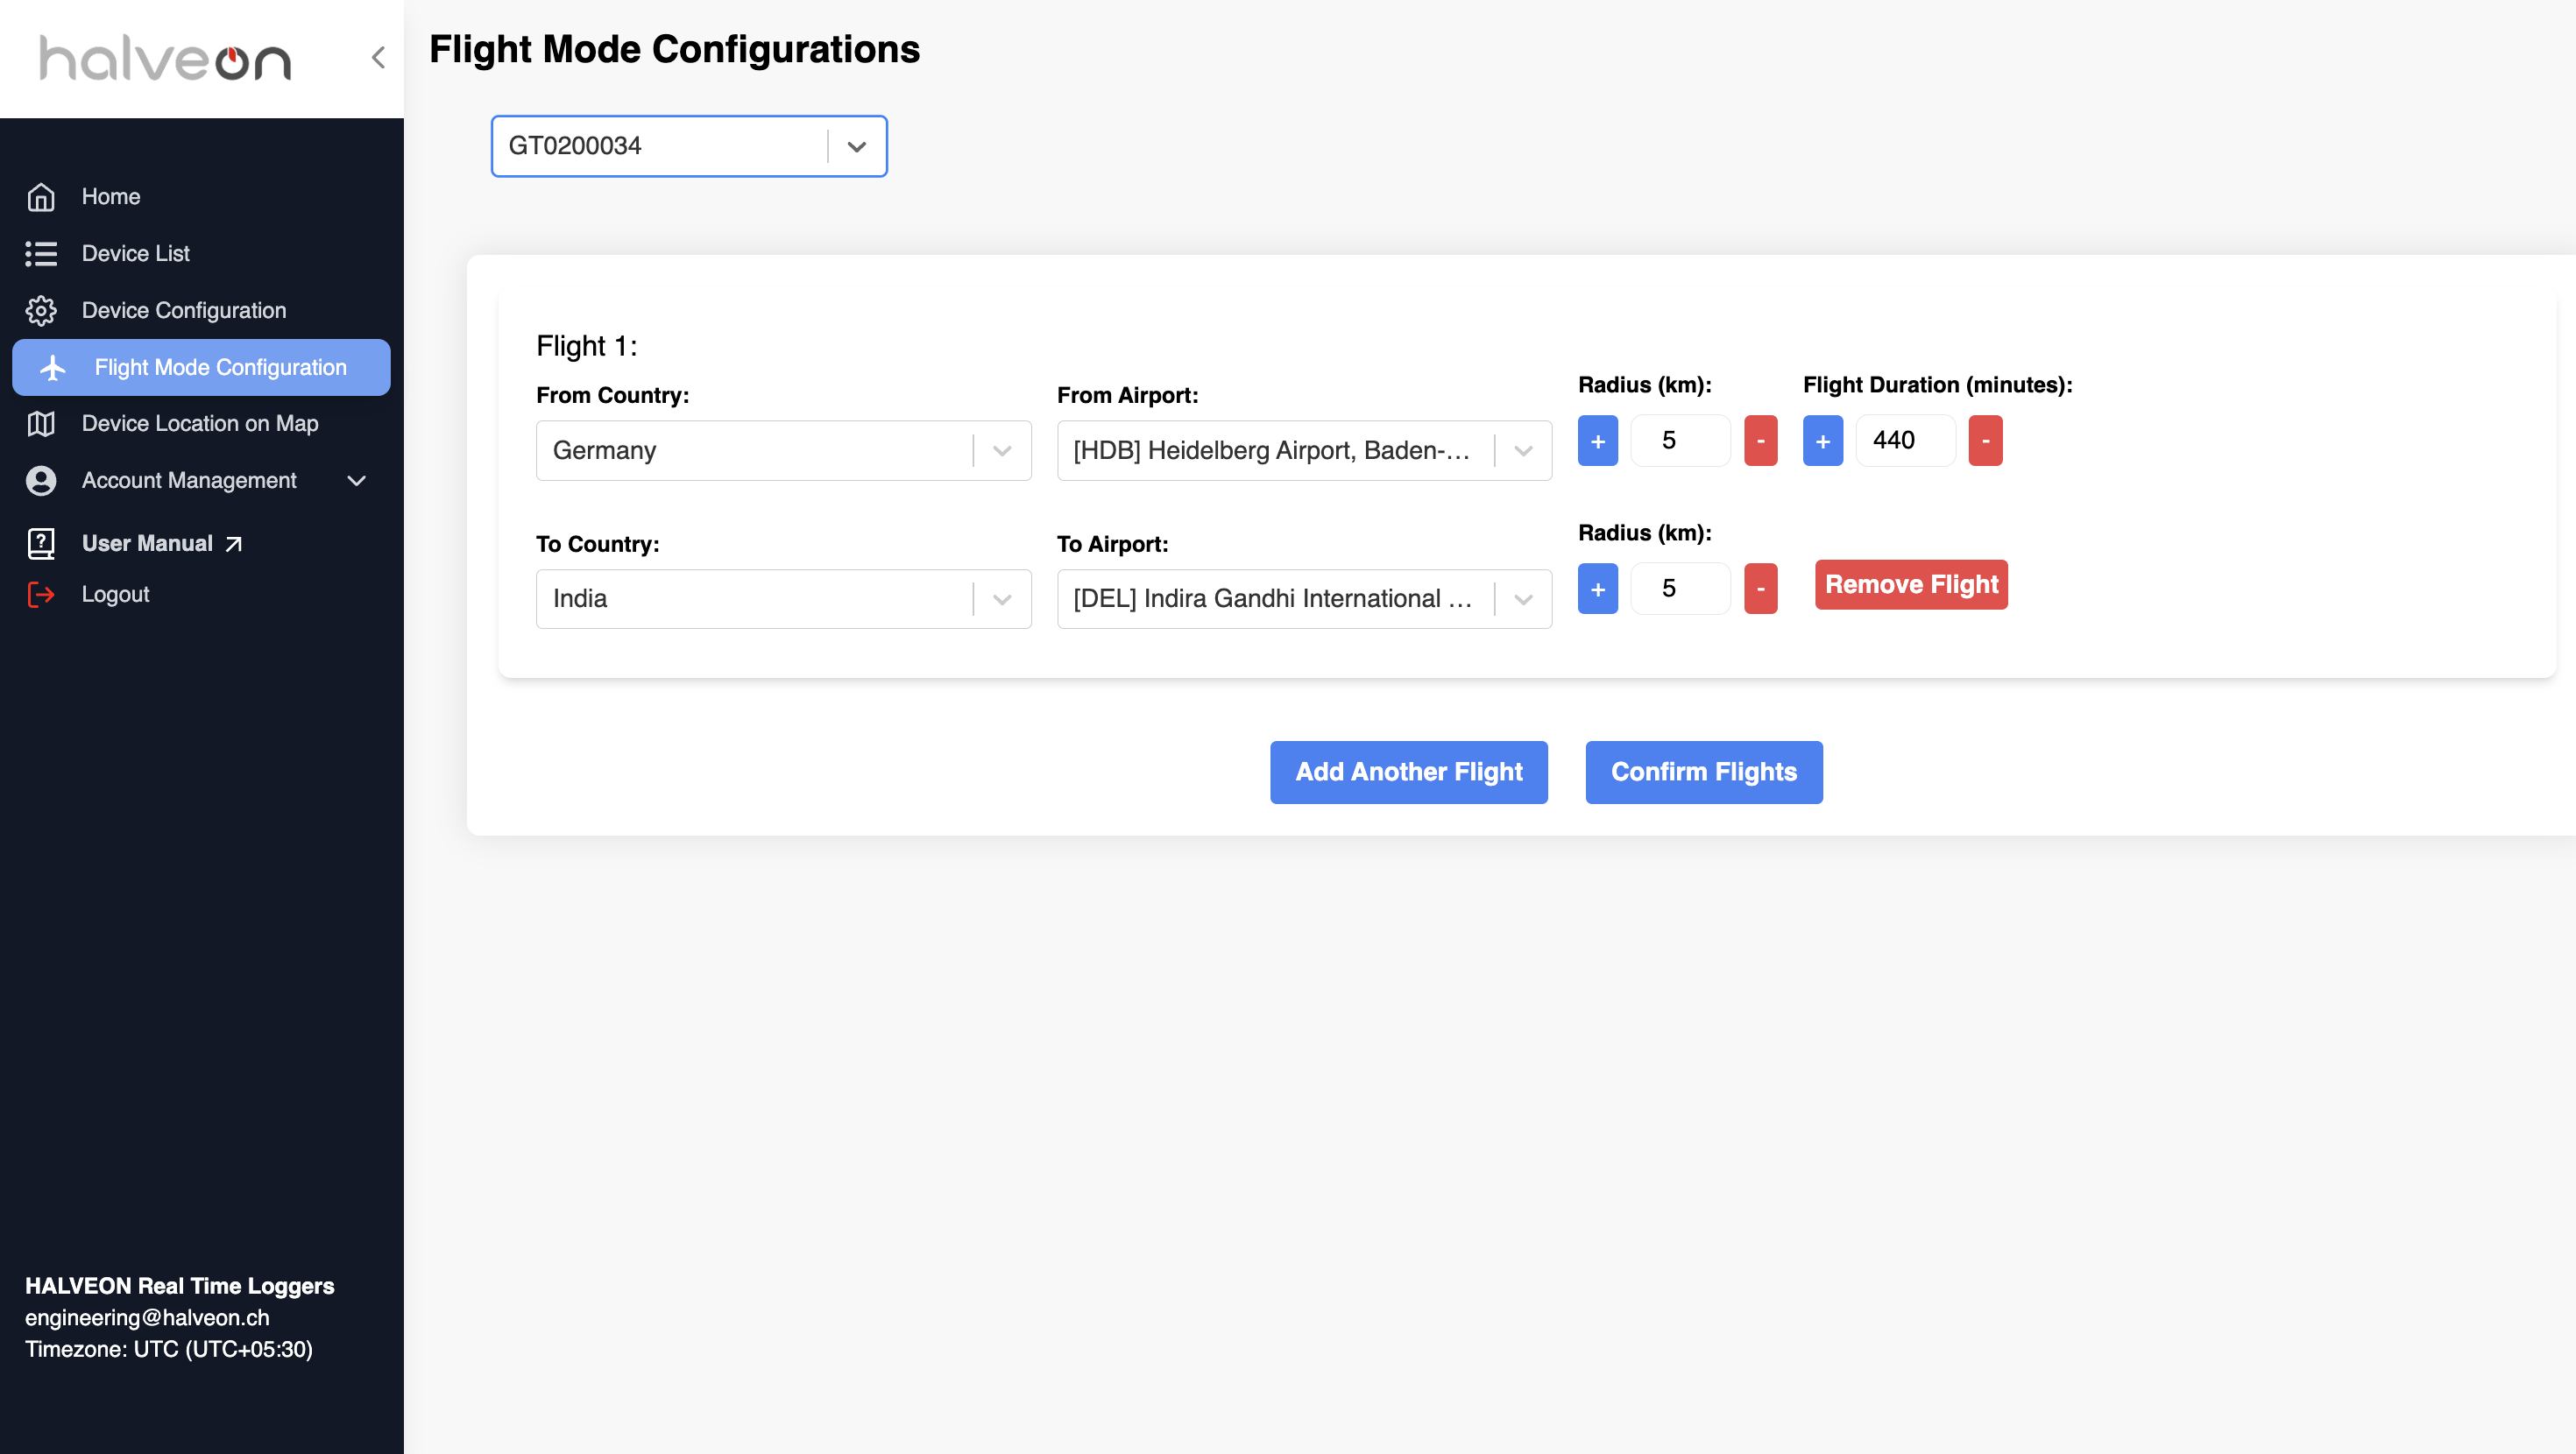 halveon
Flight Mode Configurations
GT0200034
Home
Device List
Device Configuration
Flight Mode Configuration
Device Location on Map
Account Management
User Manual
Logout
Flight 1:
From Country:
From Airport:
Radius (km):
Flight Duration (minutes):
Germany
[HDB] Heidelberg Airport, Baden-...
+ 5 -
+ 440 -
To Country:
To Airport:
Radius (km):
India
[DEL] Indira Gandhi International ...
+ 5 -
Remove Flight
Add Another Flight
Confirm Flights
HALVEON Real Time Loggers
engineering@halveon.ch
Timezone: UTC (UTC+05:30)